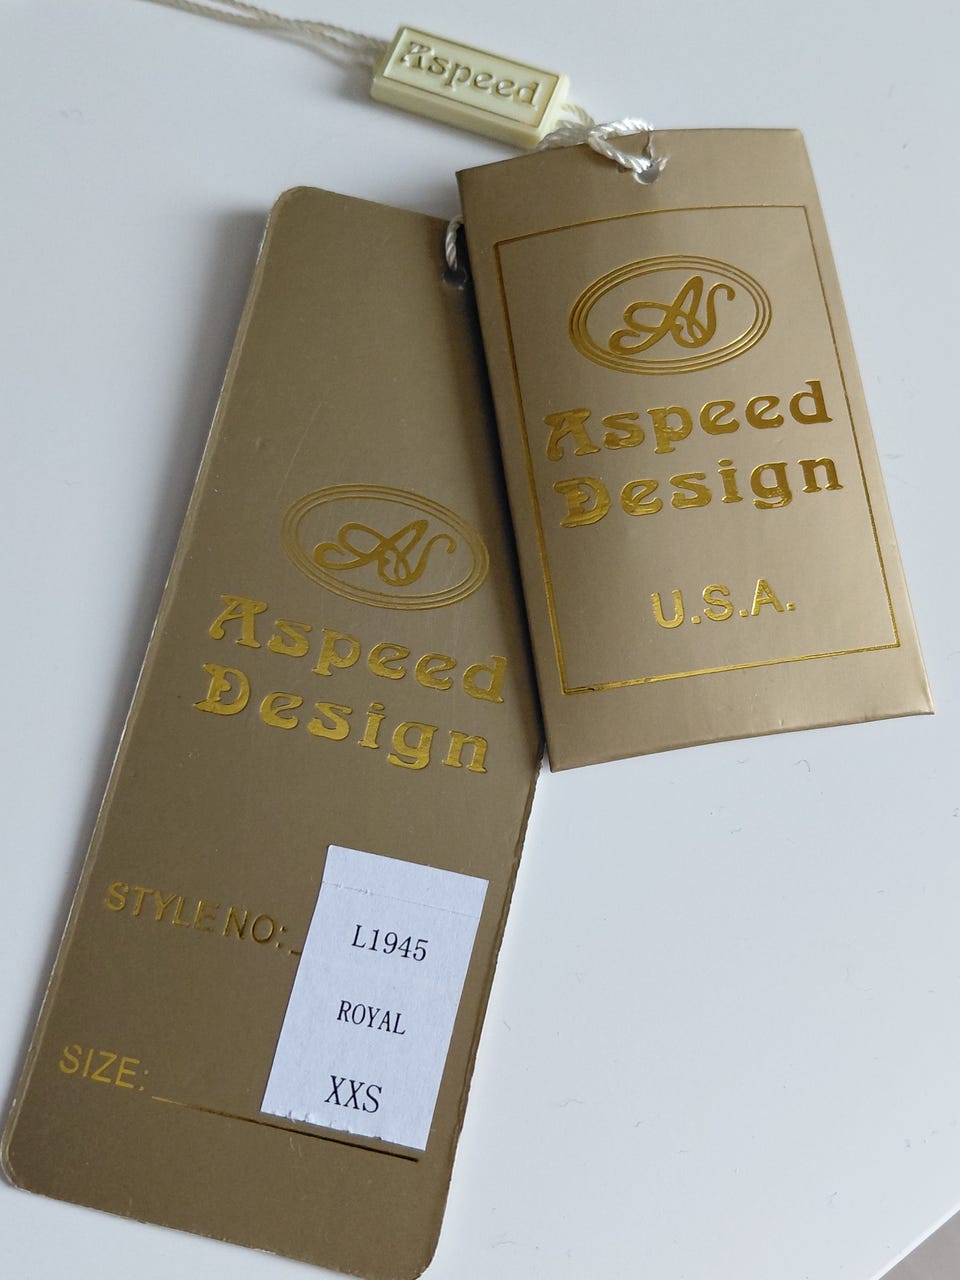 Aspeed
AS
Aspeed
Design
U.S.A.
AS
Aspeed
Design
STYLE NO:
L1945
ROYAL
SIZE:
XXS